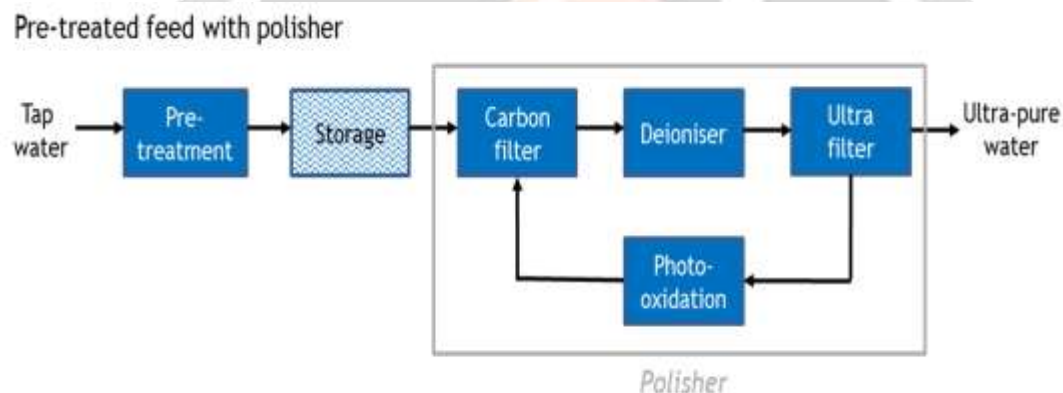 Pre-treated feed with polisher
Tap
water
Pre-
treatment
Storage
Carbon
filter
Deioniser
Ultra
filter
Ultra-pure
water
Photo-
oxidation
Polisher